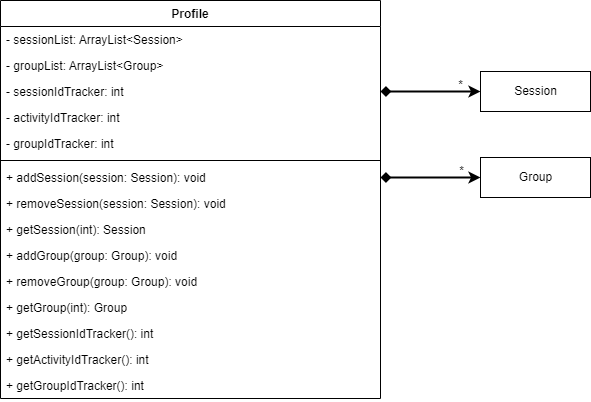 Profile
- sessionList: ArrayList<Session>
- groupList: ArrayList<Group>
- sessionIdTracker: int
- activityIdTracker: int
- groupIdTracker: int
+ addSession(session: Session): void
+ removeSession(session: Session): void
+ getSession(int): Session
+ addGroup(group: Group): void
+ removeGroup(group: Group): void
+ getGroup(int): Group
+ getSessionIdTracker(): int
+ getActivityIdTracker(): int
+ getGroupIdTracker(): int
*
Session
*
Group